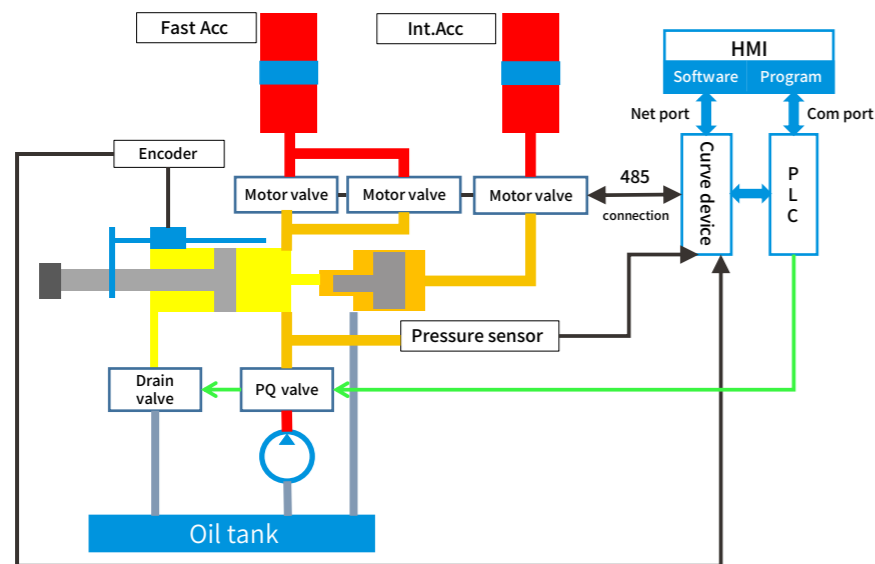 Fast Acc
Int.Acc
HMI
Software
Program
Net port
Com port
Encoder
Motor valve
Motor valve
Motor valve
485
connection
Curve device
P
L
C
Pressure sensor
Drain
valve
PQ valve
Oil tank